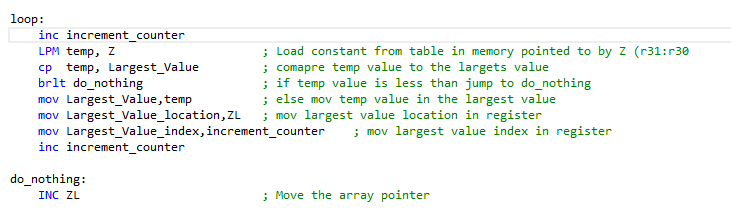 loop:
inc increment_counter
LPM temp, Z ; Load constant from table in memory pointed to by Z (r31:r30
cp temp, Largest_Value ; comapre temp value to the largets value
brlt do_nothing ; if temp value is less than jump to do_nothing
mov Largest_Value,temp ; else mov temp value in the largest value
mov Largest_Value_location,ZL ; mov largest value location in register
mov Largest_Value_index,increment_counter ; mov largest value index in register
inc increment_counter
do_nothing:
INC ZL ; Move the array pointer